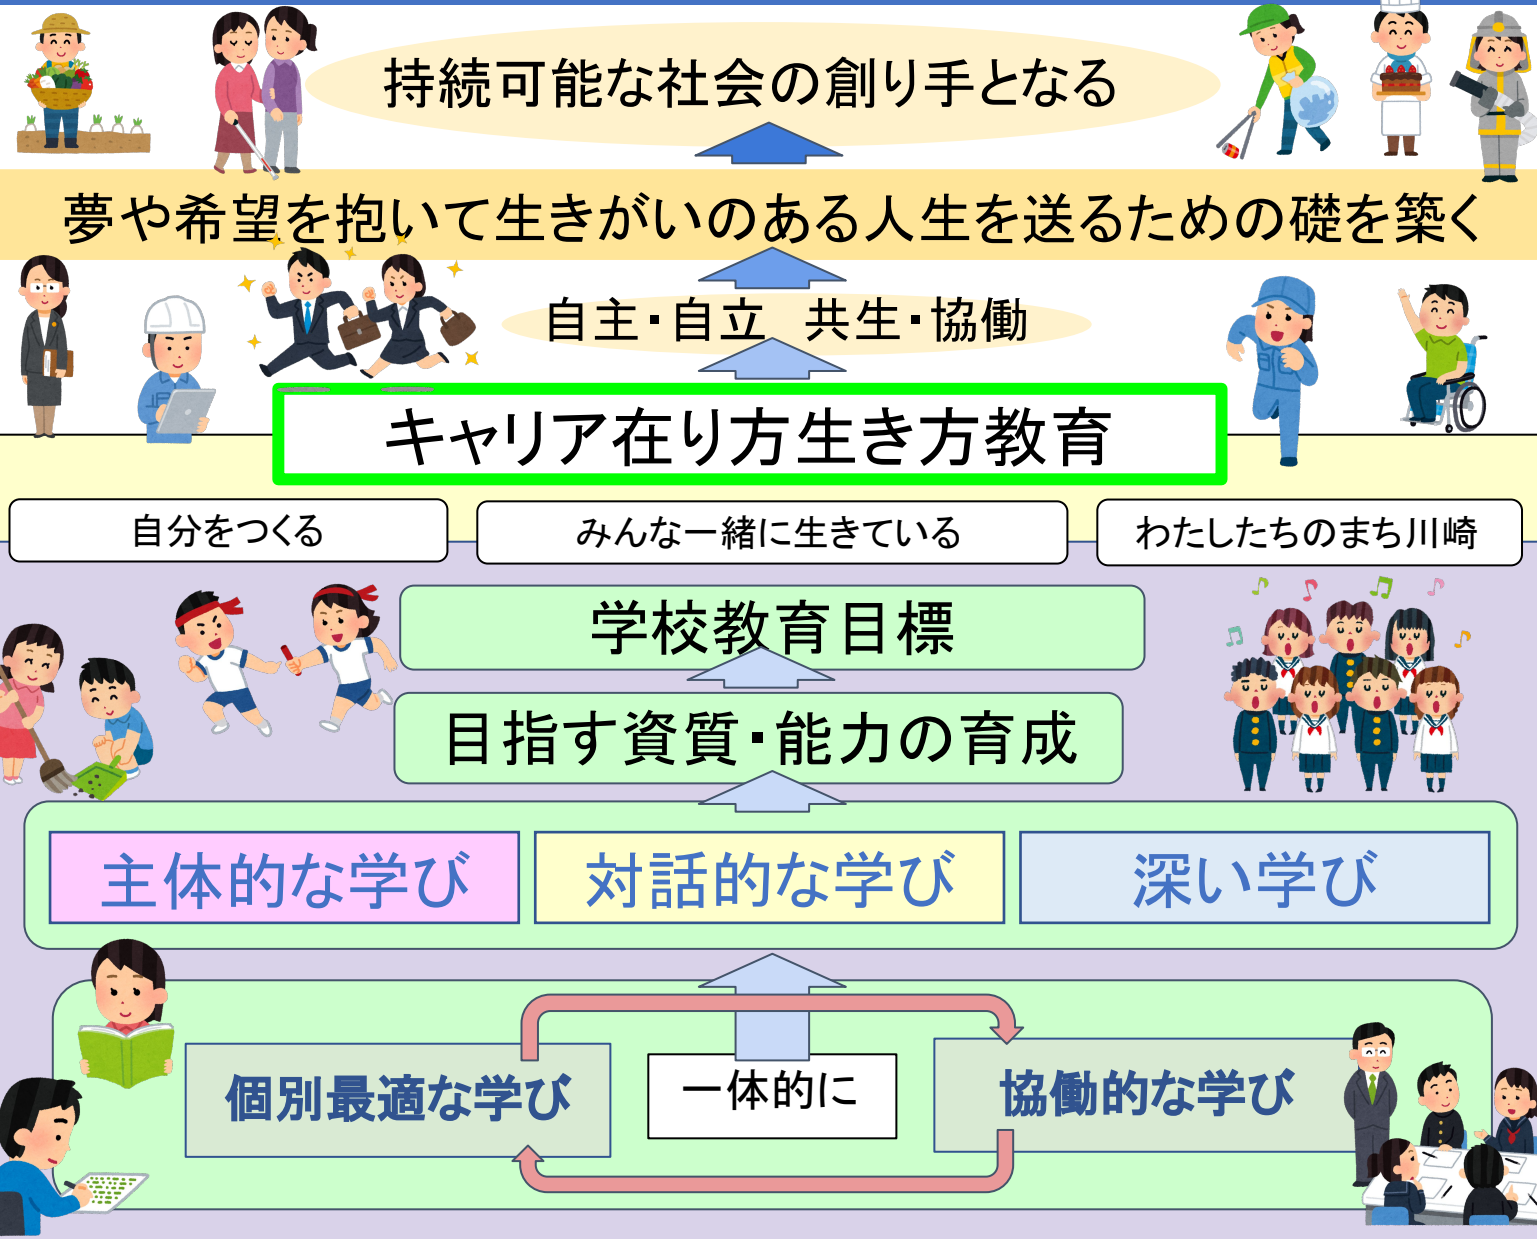 持続可能な社会の創り手となる
夢や希望を抱いて生きがいのある人生を送るための礎を築く
自主・自立　共生・協働
キャリア在り方生き方教育
自分をつくる
みんな一緒に生きている
わたしたちのまち川崎
学校教育目標
目指す資質・能力の育成
主体的な学び
対話的な学び
深い学び
個別最適な学び
一体的に
協働的な学び